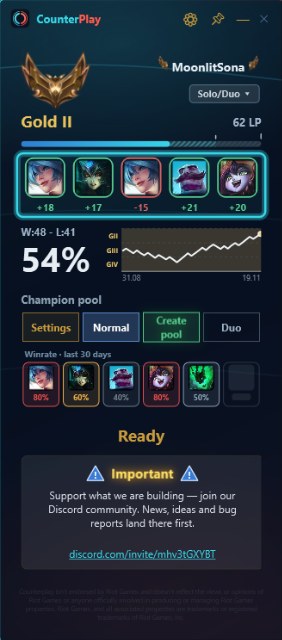 CounterPlay
MoonlitSona
Solo/Duo
Gold II
62 LP
+18 +17 -15 +21 +20
W:48 - L:41
54%
GII
GIII
GIV
31.08 19.11
Champion pool
Settings Normal Create pool Duo
Winrate · last 30 days
80% 60% 40% 80% 50%
Ready
Important
Support what we are building — join our
Discord community. News, ideas and bug
reports land there first.
discord.com/invite/mhv3tGXYBT